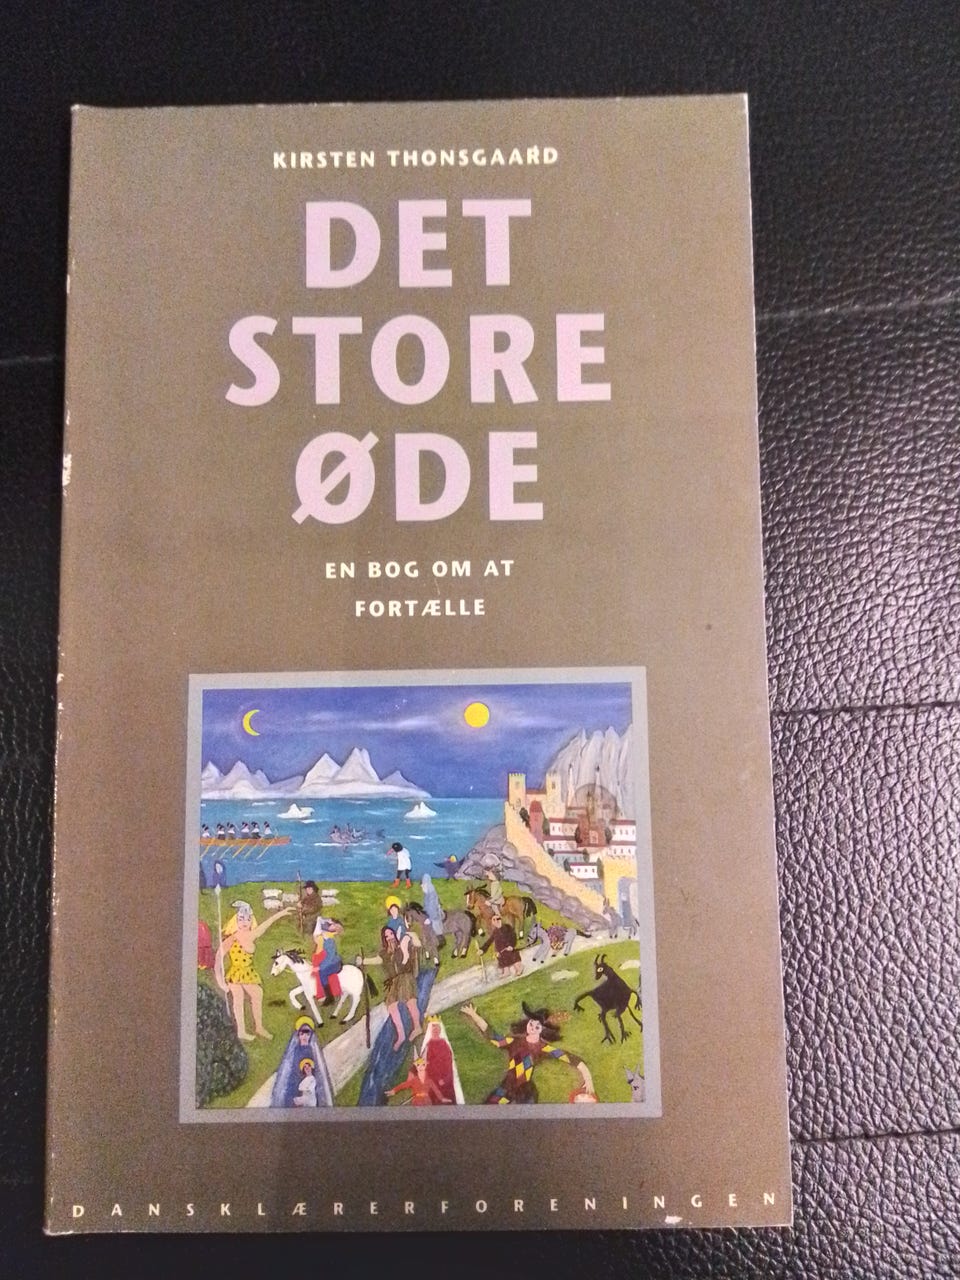 KIRSTEN THONSGAARD
DET
STORE
ØDE
EN BOG OM AT
FORTÆLLE
DANSKLÆRERFORENINGEN